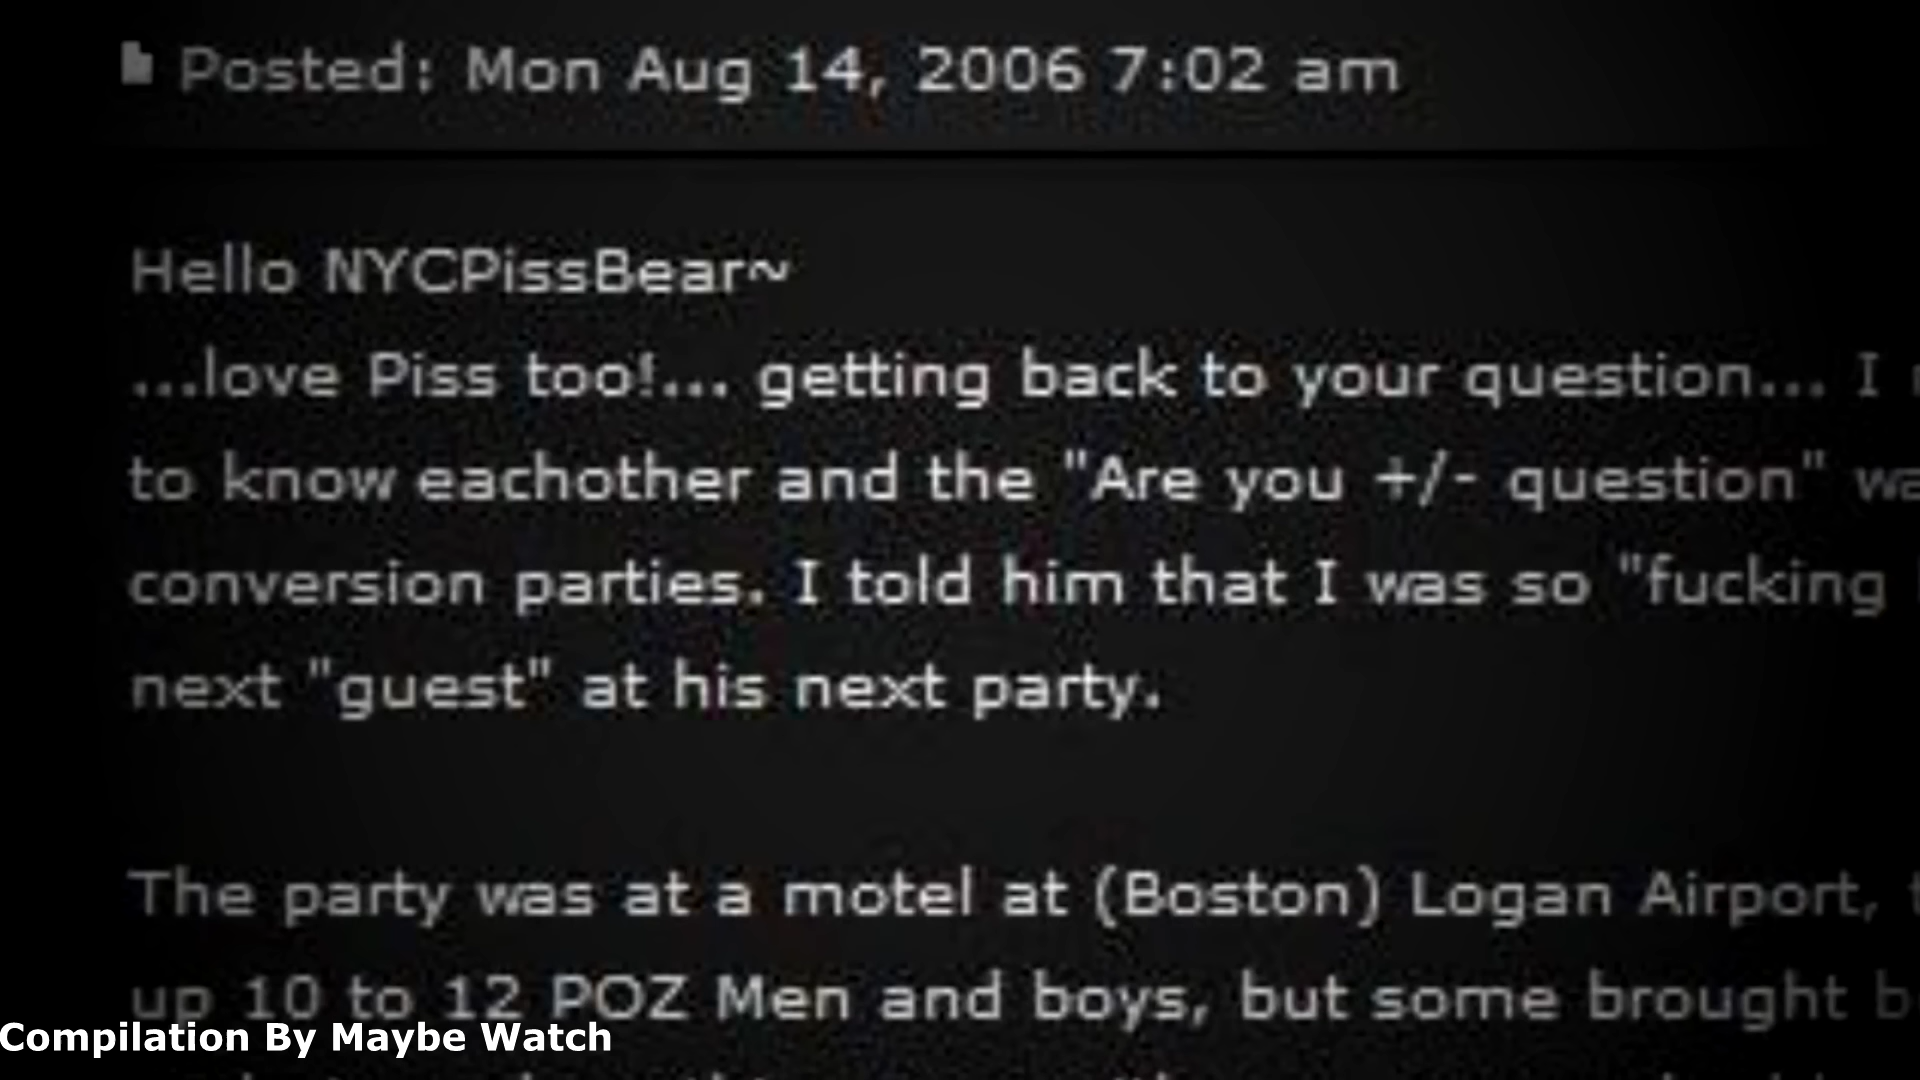 Posted: Mon Aug 14, 2006 7:02 am
Hello NYCPissBear~
...love Piss too!... getting back to your question... I
to know eachother and the "Are you +/- question"
conversion parties. I told him that I was so "fucking
next "guest" at his next party.
The party was at a motel at (Boston) Logan Airport,
up 10 to 12 POZ Men and boys, but some brought
Compilation By Maybe Watch